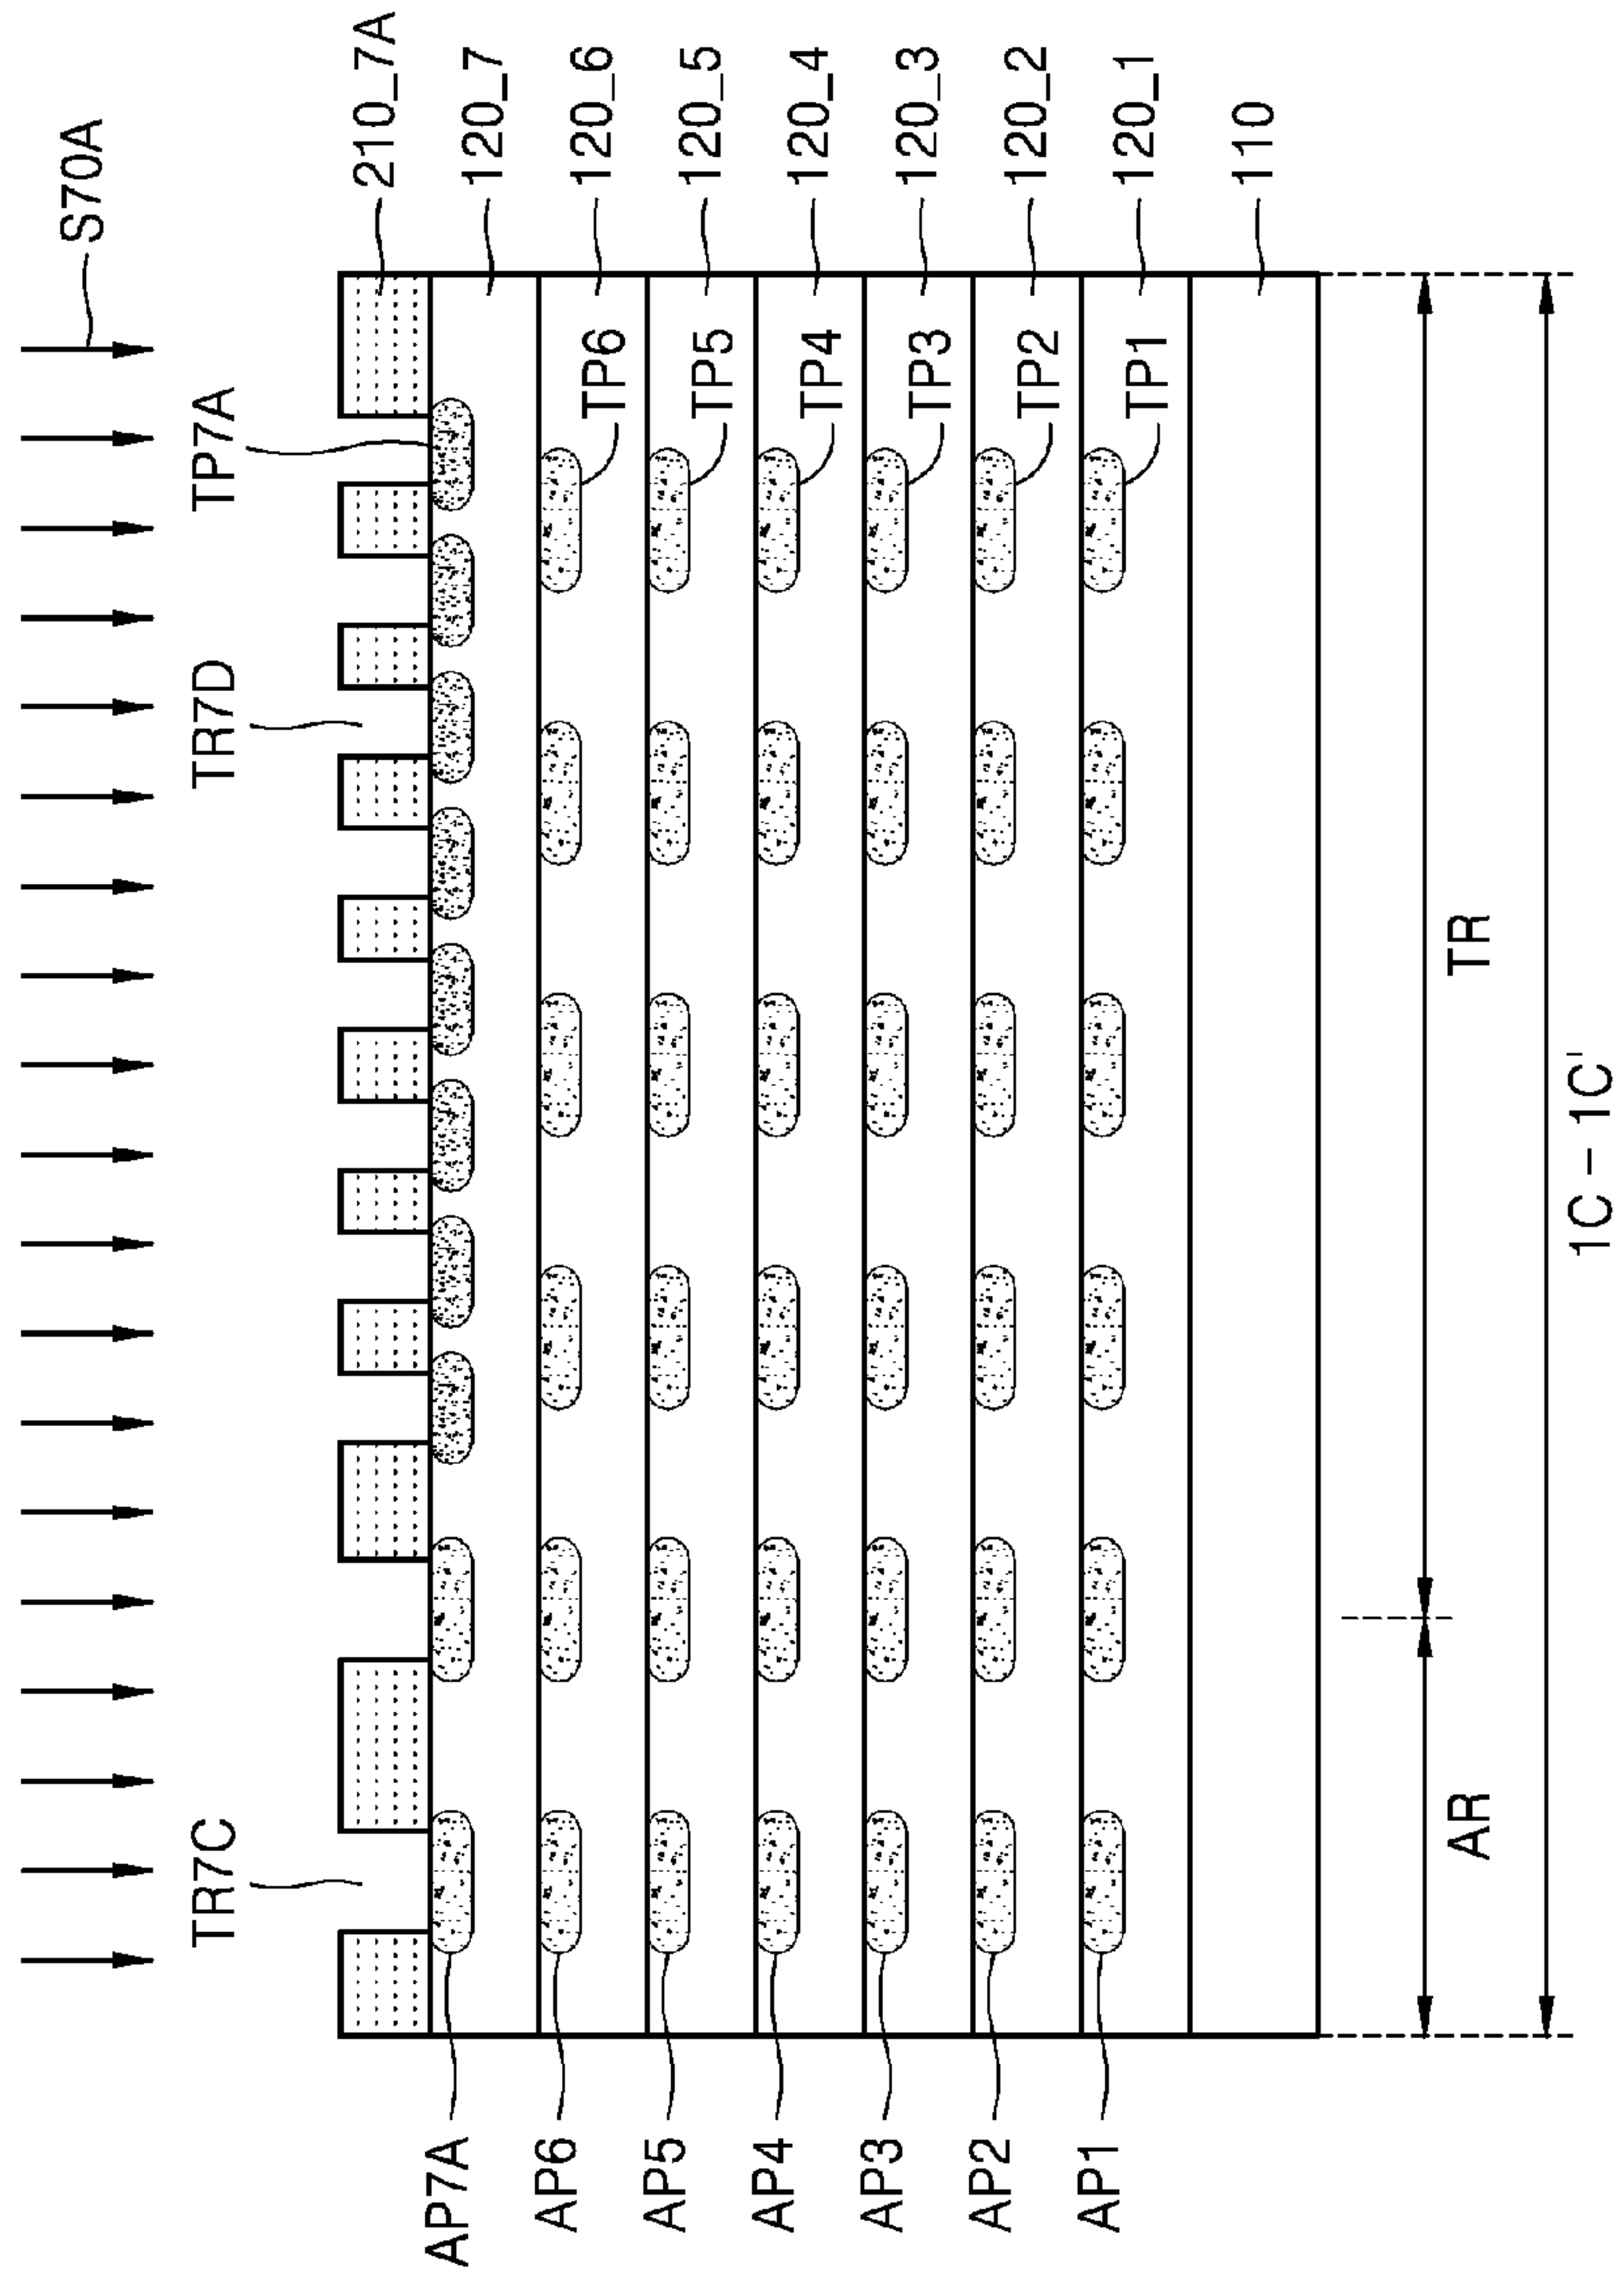 S70A
TR7C
TR7D
TP7A
210_7A
120_7
120_6
120_5
120_4
120_3
120_2
120_1
110
AP7A
AP6
AP5
AP4
AP3
AP2
AP1
TP6
TP5
TP4
TP3
TP2
TP1
AR
TR
1C – 1C'